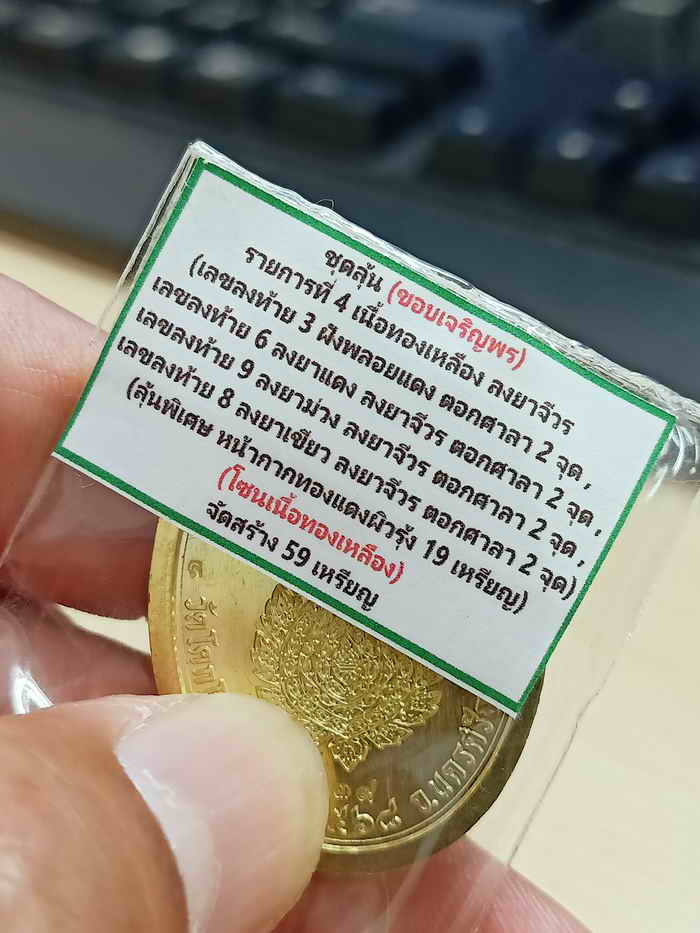 ชุดลุ้น (ขอบเจริญพร)
รายการที่ 4 เนื้อทองเหลือง ลงยาจีวร
(เลขลงท้าย 3 ฝังพลอยแดง ตอกศาลา 2 จุด,
เลขลงท้าย 6 ลงยาแดง ลงยาจีวร ตอกศาลา 2 จุด,
เลขลงท้าย 9 ลงยาม่วง ลงยาจีวร ตอกศาลา 2 จุด,
เลขลงท้าย 8 ลงยาเขียว ลงยาจีวร ตอกศาลา 2 จุด)
(ลุ้นพิเศษ หน้ากากทองแดงผิวรุ้ง 19 เหรียญ)
(โซนเนื้อทองเหลือง)
จัดสร้าง 59 เหรียญ